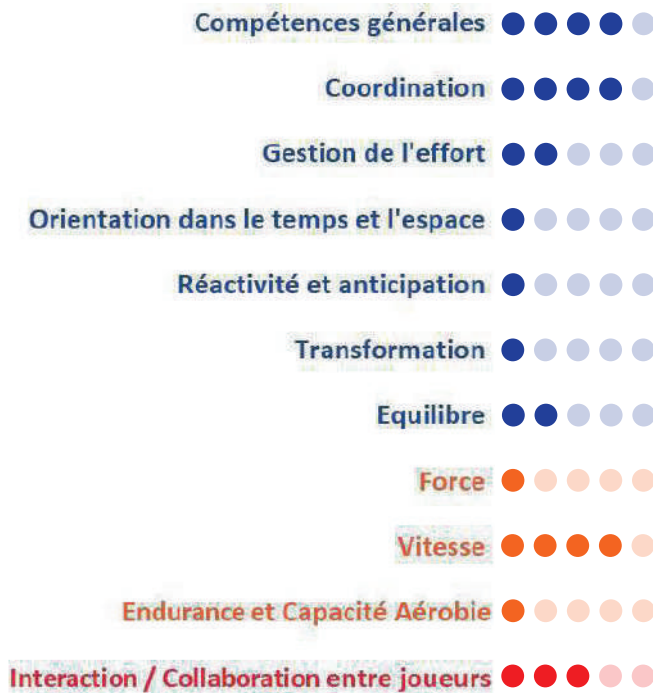 Compétences générales
Coordination
Gestion de l'effort
Orientation dans le temps et l'espace
Réactivité et anticipation
Transformation
Equilibre
Force
Vitesse
Endurance et Capacité Aérobie
Interaction / Collaboration entre joueurs